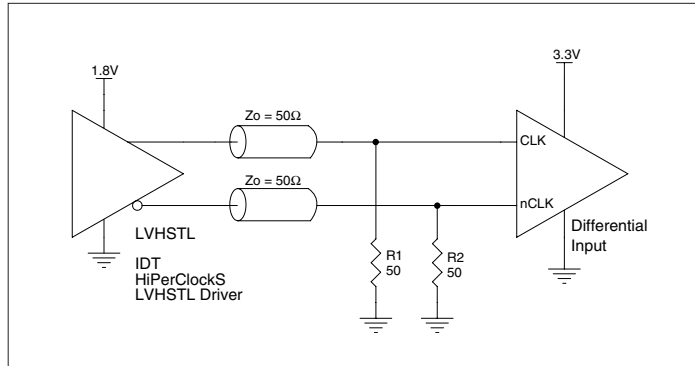 1.8V
3.3V
Zo = 50Ω
CLK
Zo = 50Ω
nCLK
Differential
Input
LVHSTL
IDT
HiPerClockS
LVHSTL Driver
R1
50
R2
50